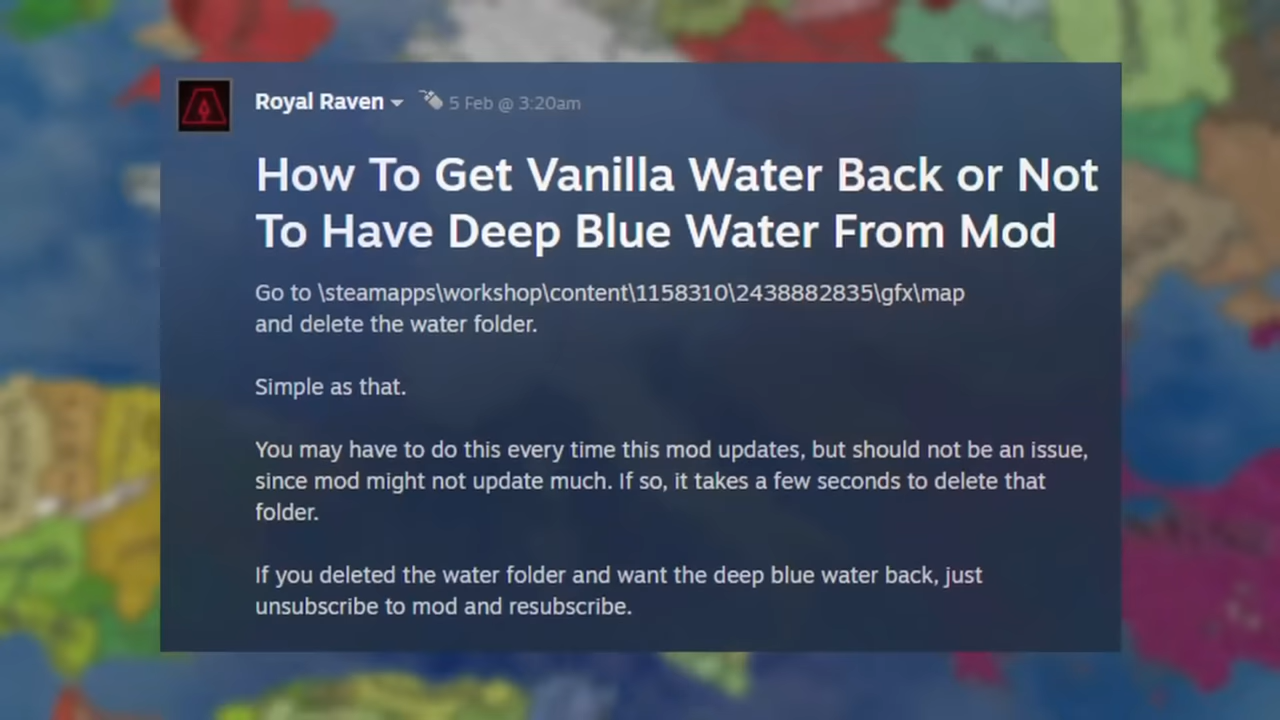 Royal Raven
5 Feb @ 3:20am
How To Get Vanilla Water Back or Not
To Have Deep Blue Water From Mod
Go to \steamapps\workshop\content\1158310\2438882835\gfx\map
and delete the water folder.
Simple as that.
You may have to do this every time this mod updates, but should not be an issue,
since mod might not update much. If so, it takes a few seconds to delete that
folder.
If you deleted the water folder and want the deep blue water back, just
unsubscribe to mod and resubscribe.